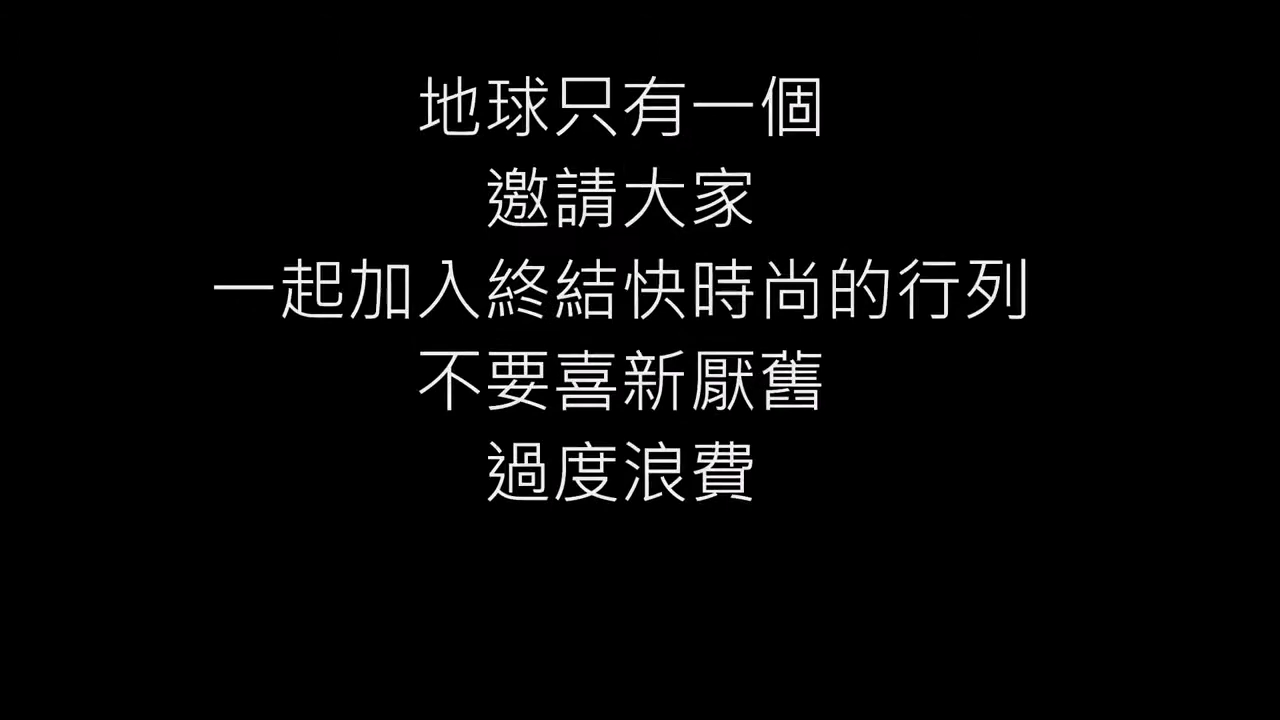 地球只有一個
邀請大家
一起加入終結快時尚的行列
不要喜新厭舊
過度浪費